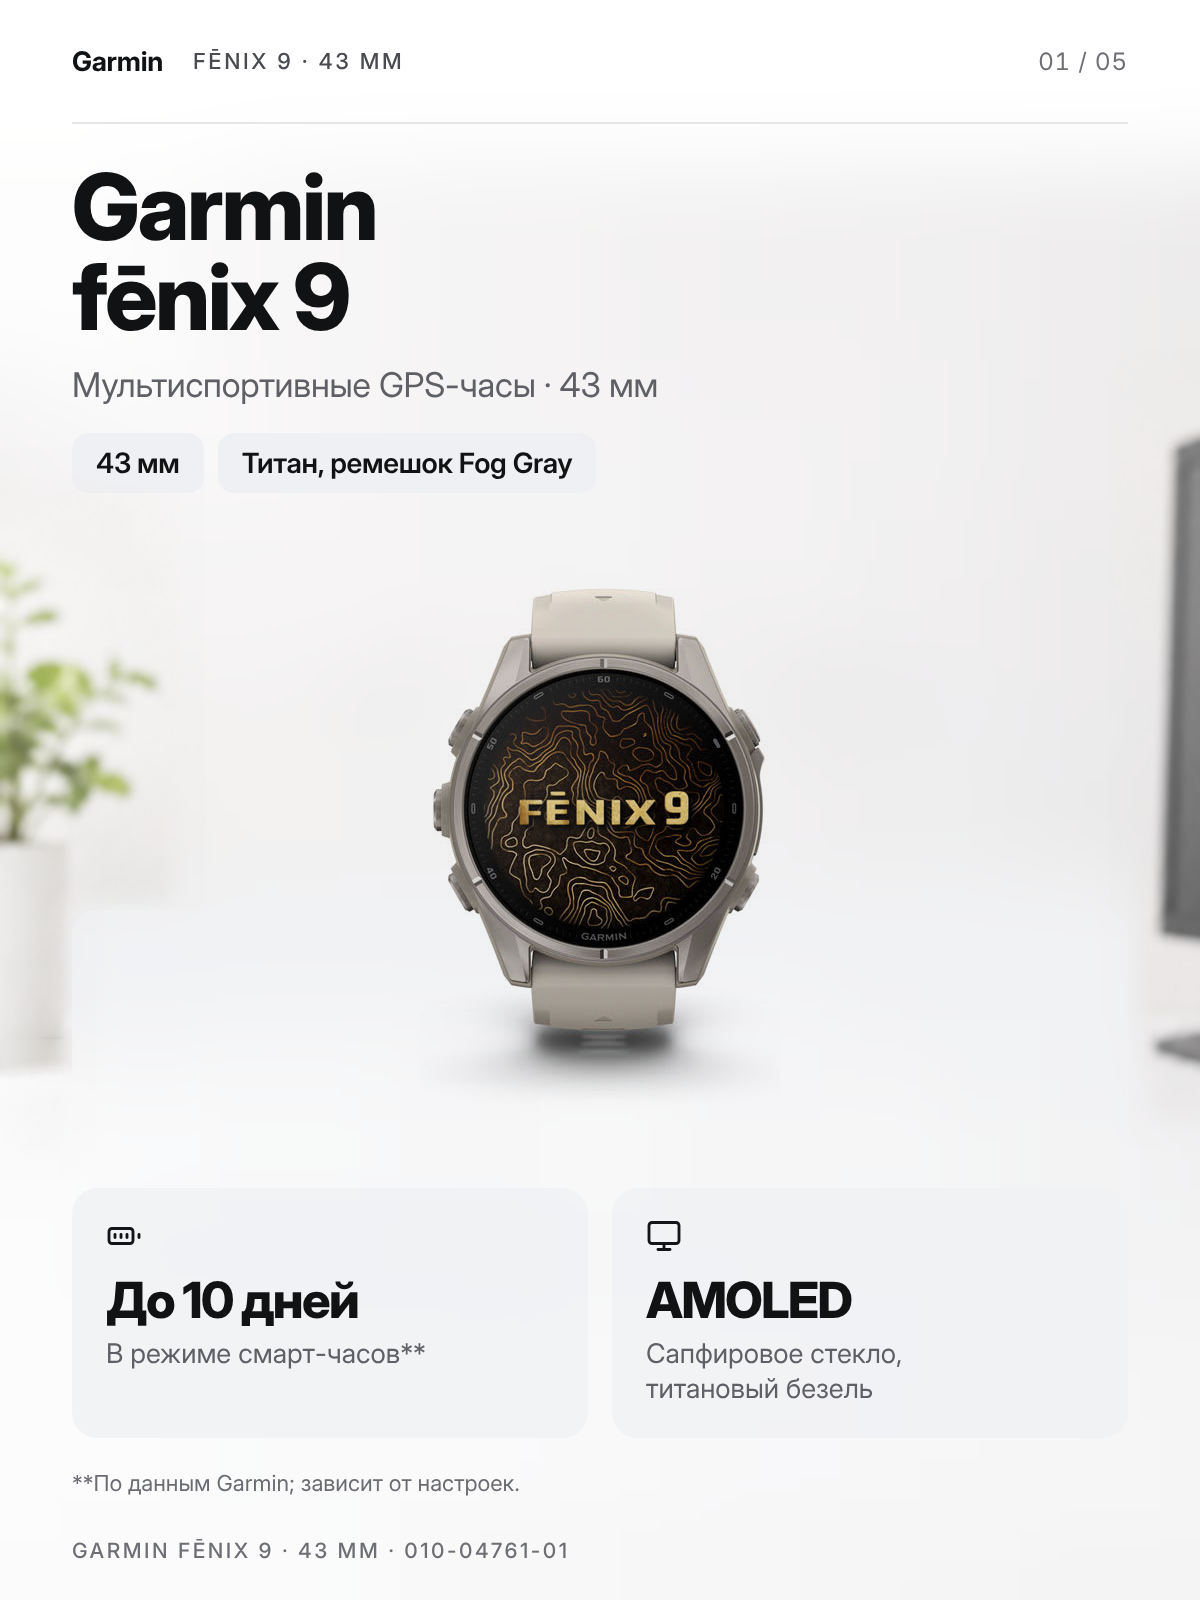 Garmin FĒNIX 9 · 43 ММ 01 / 05
Garmin
fēnix 9
Мультиспортивные GPS-часы · 43 мм
43 мм Титан, ремешок Fog Gray
60
50
FĒNIX 9
40 20
GARMIN
До 10 дней
В режиме смарт-часов**
AMOLED
Сапфировое стекло,
титановый безель
**По данным Garmin; зависит от настроек.
GARMIN FĒNIX 9 · 43 ММ · 010-04761-01